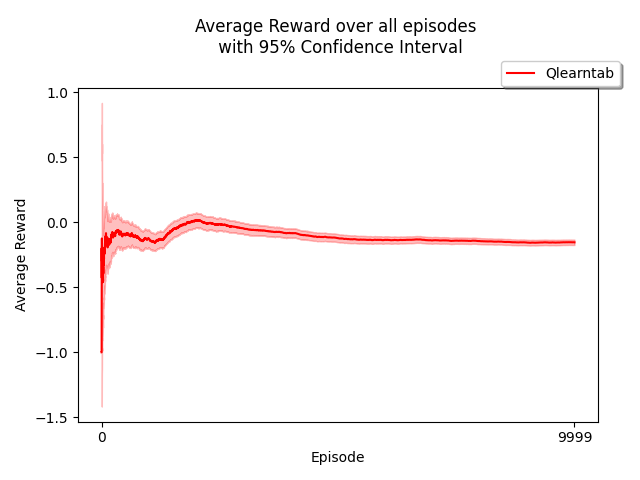 Average Reward over all episodes
with 95% Confidence Interval
Qlearntab
1.0
0.5
0.0
−0.5
−1.0
−1.5
Average Reward
0
9999
Episode